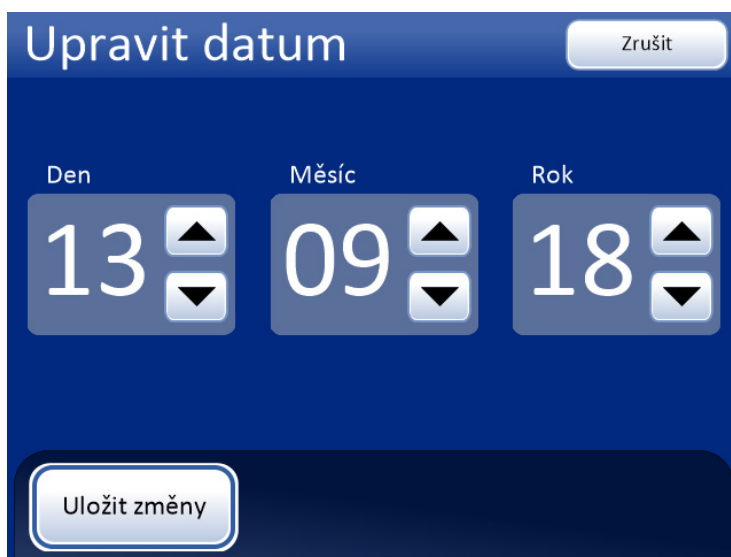 Upravit datum
Zrušit
Den
Měsíc
Rok
13
09
18
Uložit změny